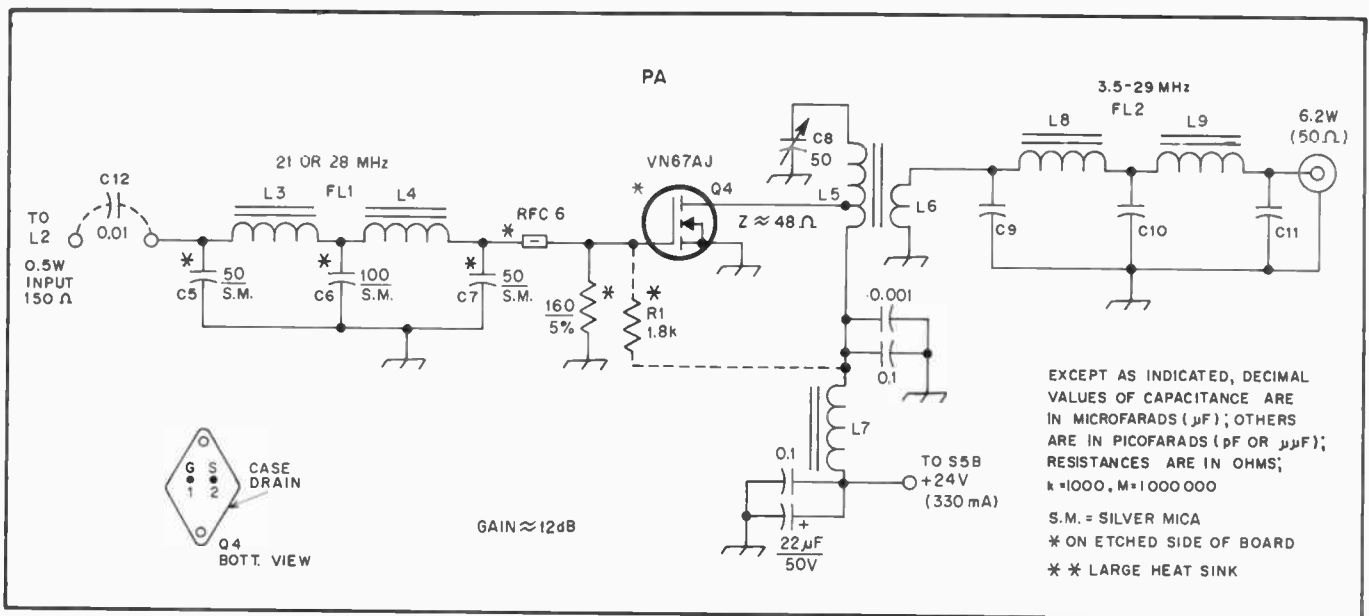 PA
3.5-29 MHz
FL2
L8
L9
6.2W
(50Ω)
C8
50
21 OR 28 MHz
VN67AJ
C12
0.01
L3
FL1
L4
*
Q4
L5
L6
TO
L2
RFC 6
*
Z ≈ 48 Ω
C9
C10
C11
0.5W
INPUT
150 Ω
*
50
S.M.
C5
*
100
S.M.
C6
*
50
S.M.
C7
160
5%
*
*
R1
1.8k
0.001
0.1
L7
0.1
TO S5B
+24V
(330 mA)
+
22μF
50V
G S
1 2
CASE
DRAIN
Q4
BOTT. VIEW
GAIN ≈ 12dB
EXCEPT AS INDICATED, DECIMAL
VALUES OF CAPACITANCE ARE
IN MICROFARADS (μF); OTHERS
ARE IN PICOFARADS (pF OR μμF);
RESISTANCES ARE IN OHMS;
k=1000, M=1000000
S.M. = SILVER MICA
* ON ETCHED SIDE OF BOARD
* * LARGE HEAT SINK